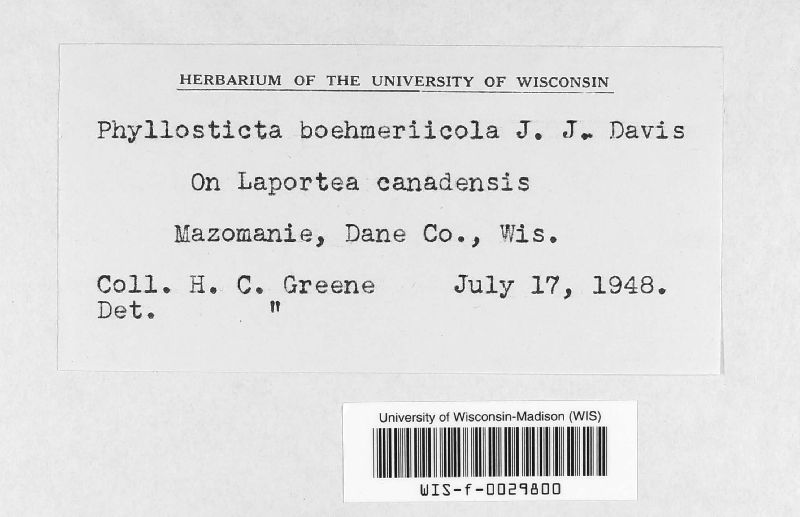 HERBARIUM OF THE UNIVERSITY OF WISCONSIN
Phyllosticta boehmeriicola J. J. Davis
On Laportea canadensis
Mazomanie, Dane Co., Wis.
Coll. H. C. Greene July 17, 1948.
Det. "
University of Wisconsin-Madison (WIS)
WIS-f-0029800